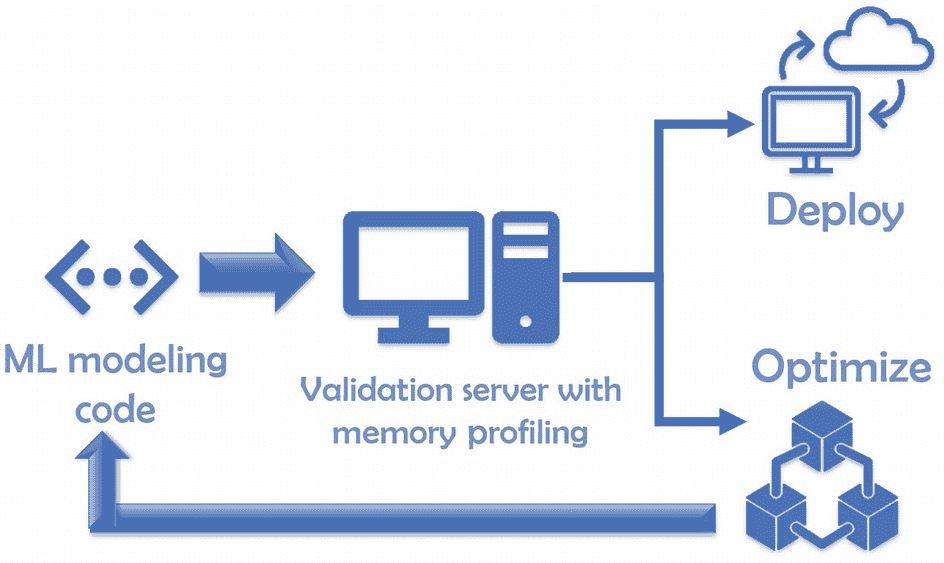 ML modeling
code
Validation server with
memory profiling
Deploy
Optimize